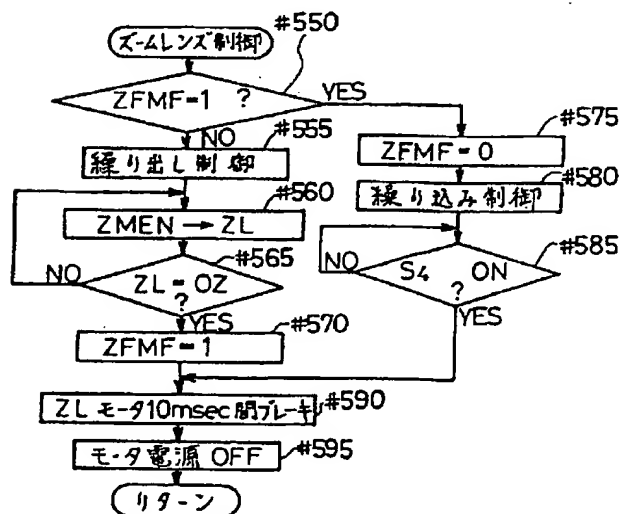 #550
ズームレンズ制御
ZFMF=1 ?
YES
NO
#555
繰り出し制御
#560
ZMEN→ZL
#565
NO
ZL=OZ
?
YES
#570
ZFMF=1
#575
ZFMF=0
#580
繰り込み制御
#585
NO
S4 ON
?
YES
ZLモータ10msec間ブレーキ
#590
モータ電源OFF
#595
リターン